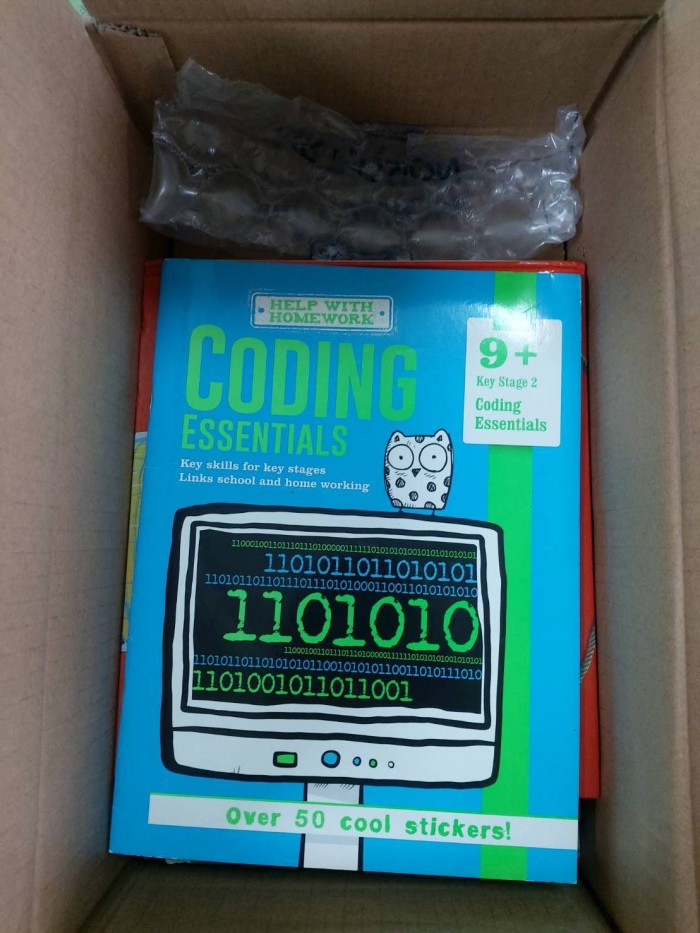 HELP WITH
HOMEWORK
CODING
ESSENTIALS
Key skills for key stages
Links school and home working
9+
Key Stage 2
Coding
Essentials
1101011011010101
1101010
1101001011011001
Over 50 cool stickers!